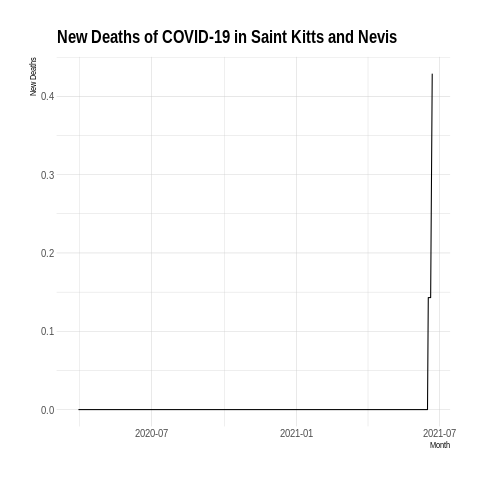 New Deaths of COVID-19 in Saint Kitts and Nevis
New Deaths
0.4
0.3
0.2
0.1
0.0
2020-07
2021-01
2021-07
Month